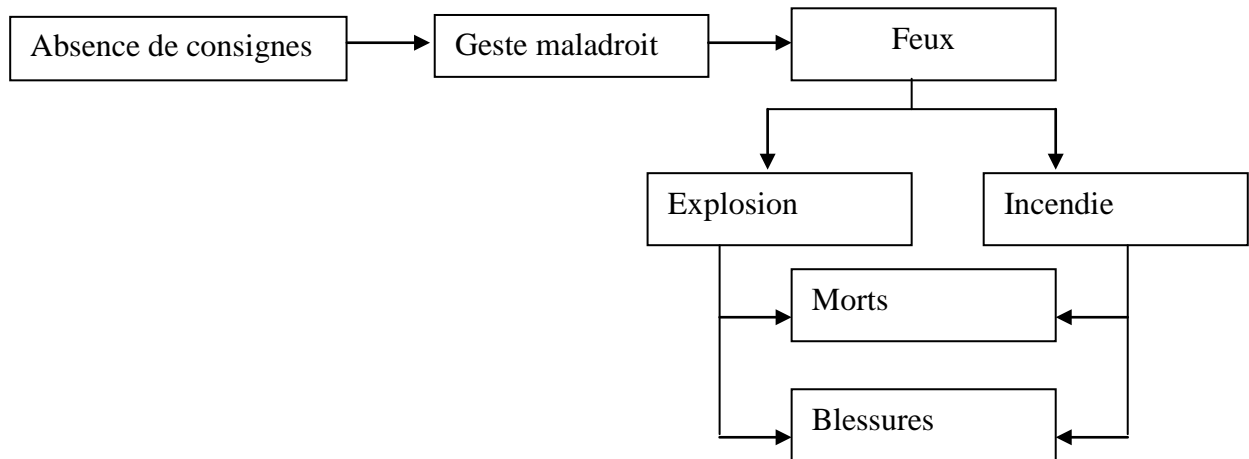 Absence de consignes
Geste maladroit
Feux
Explosion
Incendie
Morts
Blessures